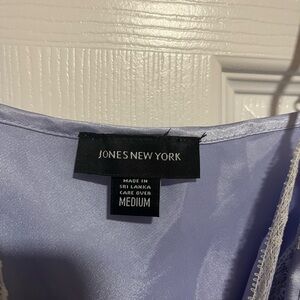 JONES NEW YORK
MADE IN
SRI LANKA
CARE OVER
MEDIUM